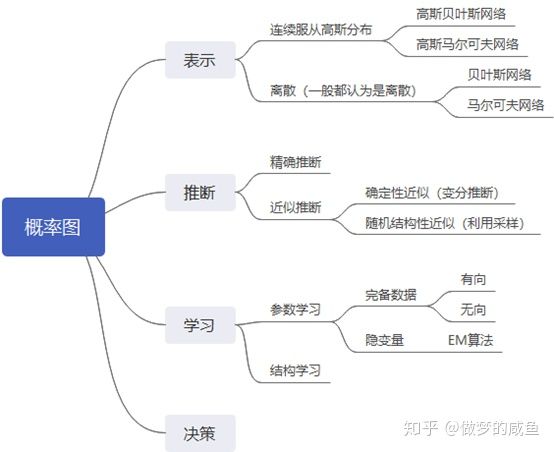 概率图
表示
连续服从高斯分布
高斯贝叶斯网络
高斯马尔可夫网络
离散（一般都认为是离散）
贝叶斯网络
马尔可夫网络
推断
精确推断
近似推断
确定性近似（变分推断）
随机结构性近似（利用采样）
学习
参数学习
完备数据
有向
无向
隐变量
EM算法
结构学习
决策
知乎 @做梦的咸鱼